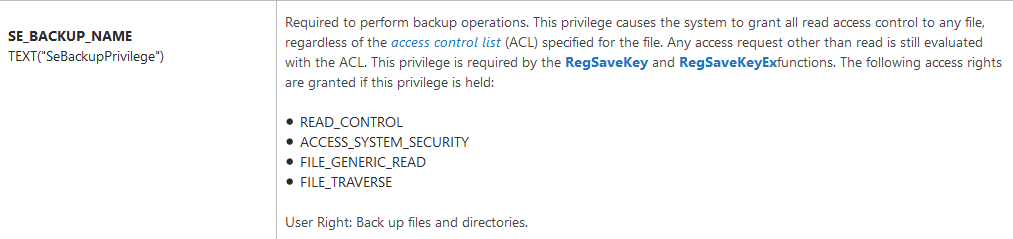 SE_BACKUP_NAME
TEXT("SeBackupPrivilege")
Required to perform backup operations. This privilege causes the system to grant all read access control to any file,
regardless of the access control list (ACL) specified for the file. Any access request other than read is still evaluated
with the ACL. This privilege is required by the RegSaveKey and RegSaveKeyExfunctions. The following access rights
are granted if this privilege is held:
• READ_CONTROL
• ACCESS_SYSTEM_SECURITY
• FILE_GENERIC_READ
• FILE_TRAVERSE
User Right: Back up files and directories.